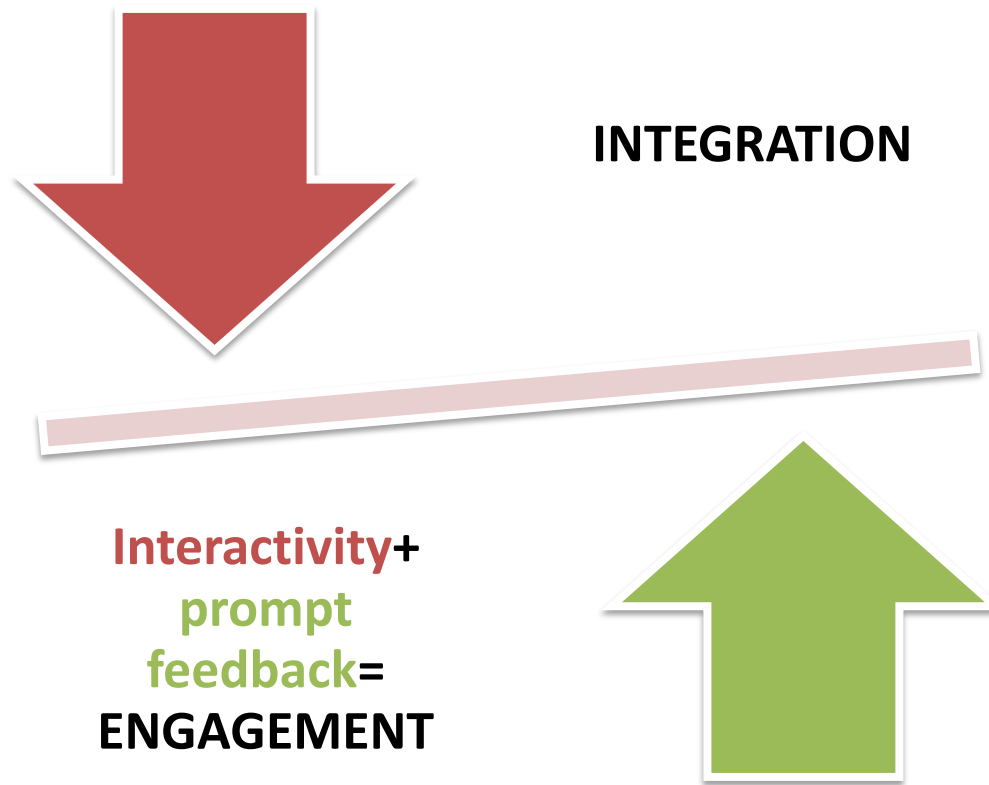 INTEGRATION
Interactivity+
prompt
feedback=
ENGAGEMENT